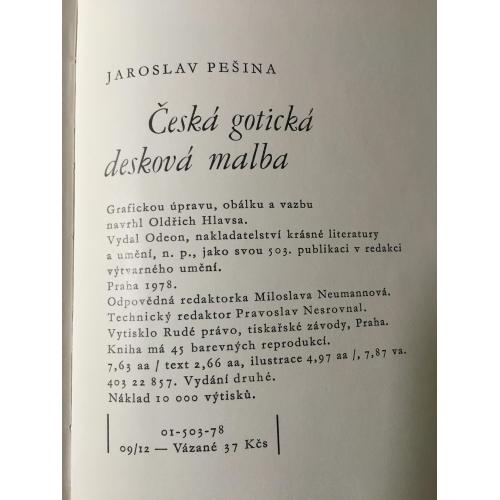 JAROSLAV PEŠINA
Česká gotická
desková malba
Grafickou úpravu, obálku a vazbu
navrhl Oldřich Hlavsa.
Vydal Odeon, nakladatelství krásné literatury
a umění, n. p., jako svou 503. publikaci v redakci
výtvarného umění.
Praha 1978.
Odpovědná redaktorka Miloslava Neumannová.
Technický redaktor Pravoslav Nesrovnal.
Vytisklo Rudé právo, tiskařské závody, Praha.
Kniha má 45 barevných reprodukcí.
7,63 aa / text 2,66 aa, ilustrace 4,97 aa /, 7,87 va.
403 22 857. Vydání druhé.
Náklad 10 000 výtisků.
01-503-78
09/12 — Vázané 37 Kčs